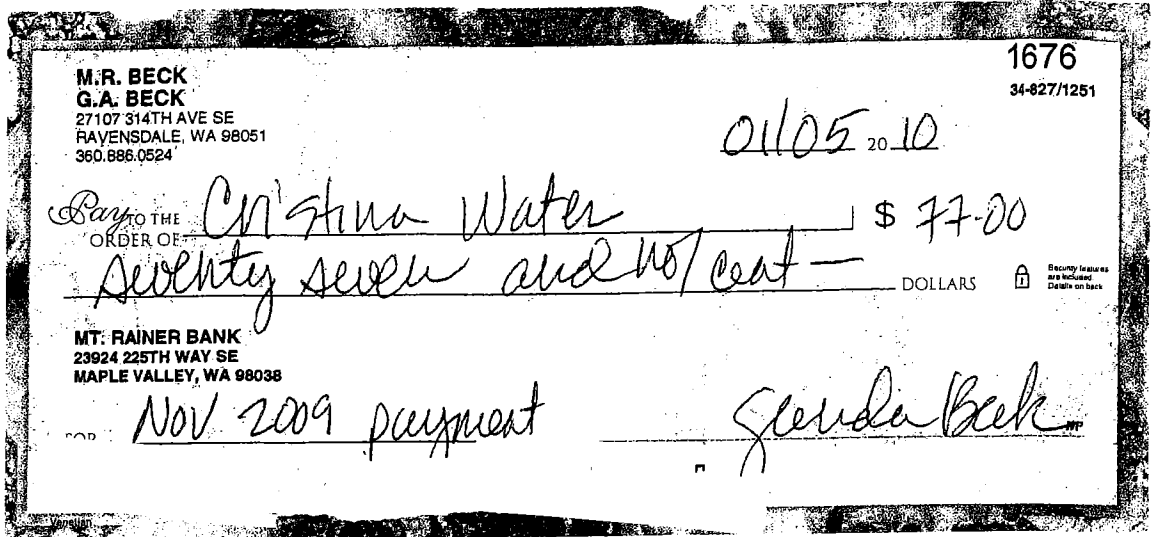 1676
34-827/1251
M.R. BECK
G.A. BECK
27107 314TH AVE SE
RAVENSDALE, WA 98051
360.886.0524
01/05 20 10
Pay TO THE ORDER OF Cristina Water $ 77.00
seventy seven and no/ cent — DOLLARS
Security features
are included
Details on back
MT. RAINER BANK
23924 225TH WAY SE
MAPLE VALLEY, WA 98038
FOR Nov 2009 payment Glenda Beck MP